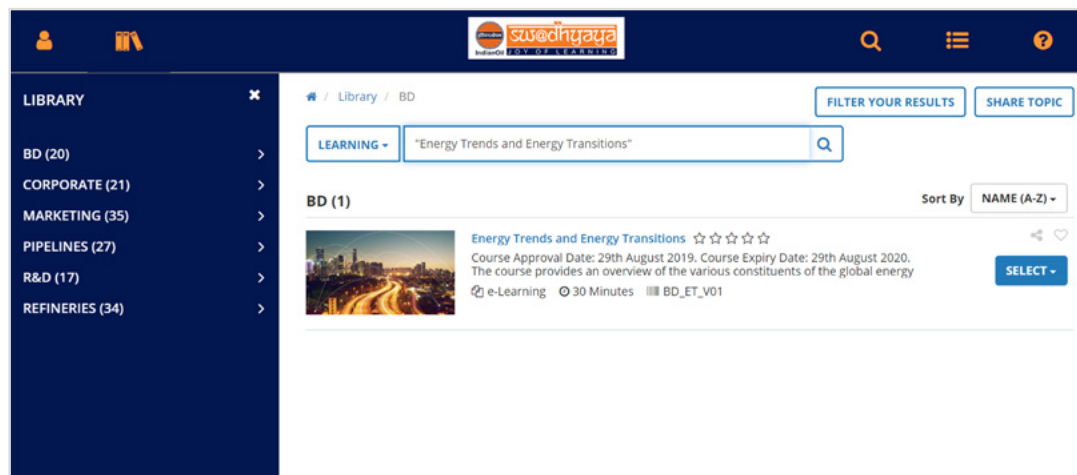 swadhyaya
IndianOil JOY OF LEARNING
LIBRARY ×
BD (20) >
CORPORATE (21) >
MARKETING (35) >
PIPELINES (27) >
R&D (17) >
REFINERIES (34) >
/ Library / BD
FILTER YOUR RESULTS
SHARE TOPIC
LEARNING
"Energy Trends and Energy Transitions"
BD (1)
Sort By NAME (A-Z)
Energy Trends and Energy Transitions
Course Approval Date: 29th August 2019. Course Expiry Date: 29th August 2020.
The course provides an overview of the various constituents of the global energy
e-Learning 30 Minutes BD_ET_V01
SELECT